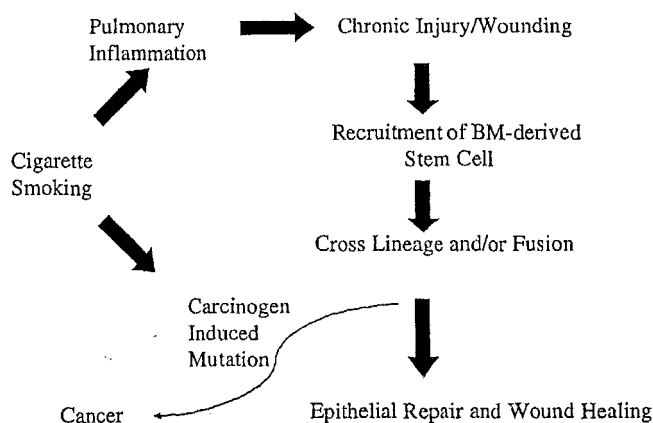 Pulmonary
Inflammation
Chronic Injury/Wounding
Recruitment of BM-derived
Stem Cell
Cigarette
Smoking
Cross Lineage and/or Fusion
Carcinogen
Induced
Mutation
Cancer
Epithelial Repair and Wound Healing